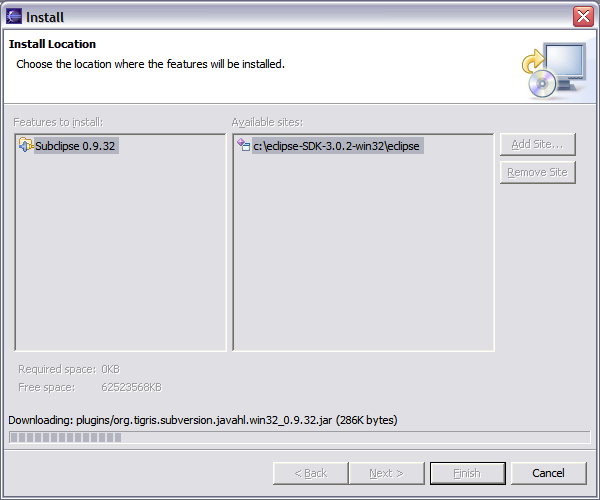 Install
Install Location
Choose the location where the features will be installed.
Features to install:
Available sites:
Subclipse 0.9.32
c:\eclipse-SDK-3.0.2-win32\eclipse
Add Site...
Remove Site
Required space: 0KB
Free space: 62523568KB
Downloading: plugins/org.tigris.subversion.javahl.win32_0.9.32.jar (286K bytes)
< Back
Next >
Finish
Cancel